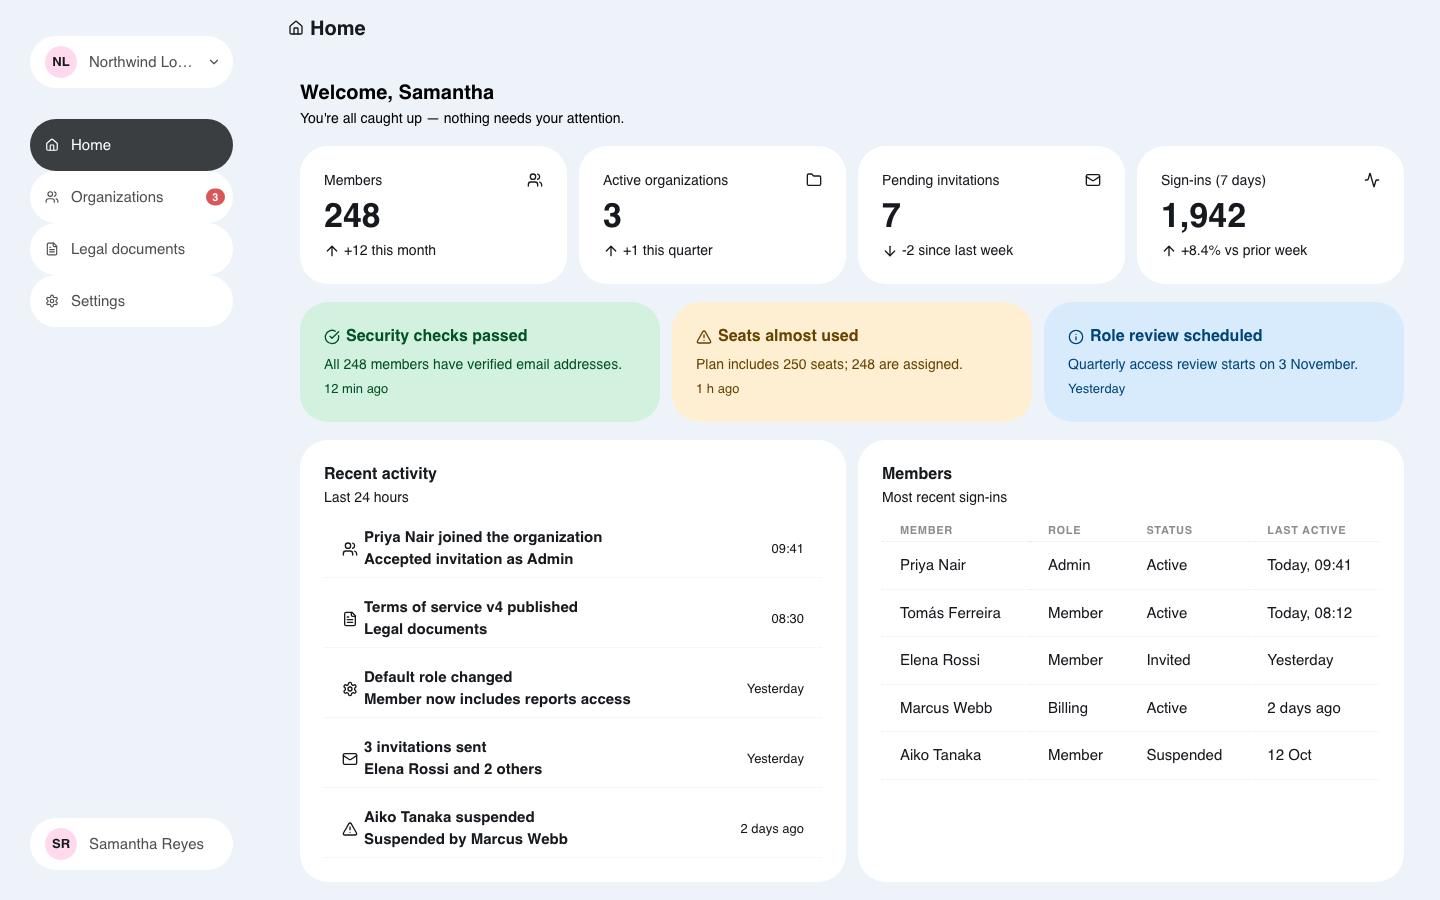 NL Northwind Lo...
Home
Organizations 3
Legal documents
Settings
SR Samantha Reyes
Home
Welcome, Samantha
You're all caught up — nothing needs your attention.
Members
248
+12 this month
Active organizations
3
+1 this quarter
Pending invitations
7
-2 since last week
Sign-ins (7 days)
1,942
+8.4% vs prior week
Security checks passed
All 248 members have verified email addresses.
12 min ago
Seats almost used
Plan includes 250 seats; 248 are assigned.
1 h ago
Role review scheduled
Quarterly access review starts on 3 November.
Yesterday
Recent activity
Last 24 hours
Priya Nair joined the organization
Accepted invitation as Admin
09:41
Terms of service v4 published
Legal documents
08:30
Default role changed
Member now includes reports access
Yesterday
3 invitations sent
Elena Rossi and 2 others
Yesterday
Aiko Tanaka suspended
Suspended by Marcus Webb
2 days ago
Members
Most recent sign-ins
MEMBER ROLE STATUS LAST ACTIVE
Priya Nair Admin Active Today, 09:41
Tomás Ferreira Member Active Today, 08:12
Elena Rossi Member Invited Yesterday
Marcus Webb Billing Active 2 days ago
Aiko Tanaka Member Suspended 12 Oct